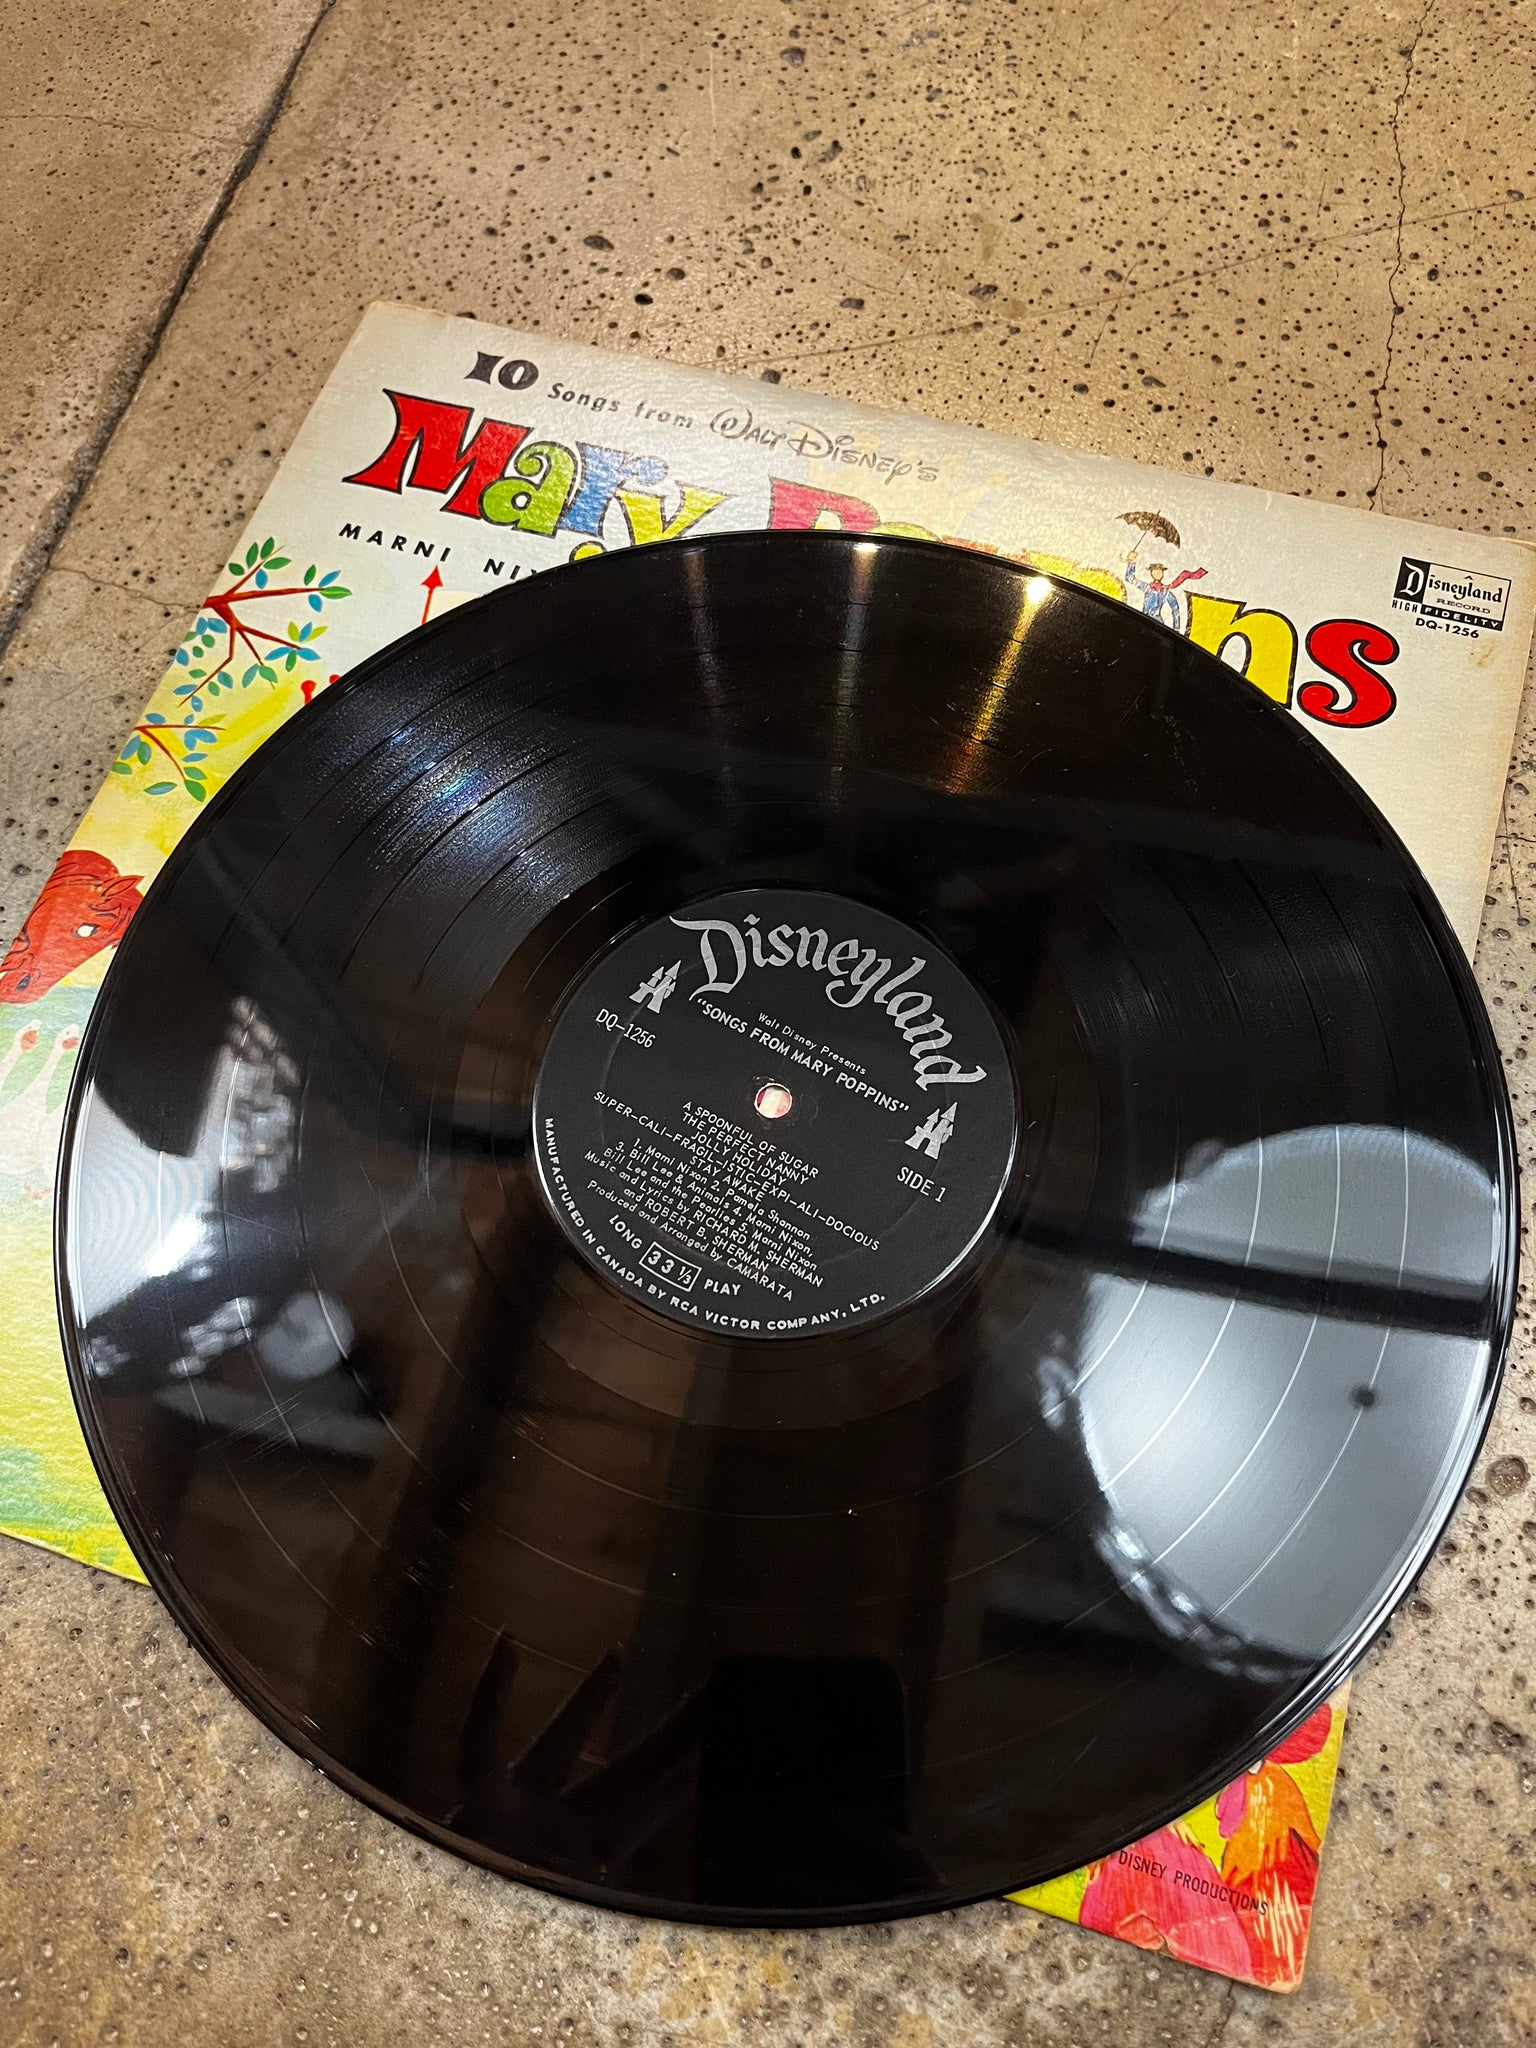 10 Songs from Walt Disney's
Mary
MARNI
Disneyland
RECORD
HIGH FIDELITY
DQ-1256
Disneyland
Walt Disney Presents
"SONGS FROM MARY POPPINS"
DQ-1256
SIDE 1
A SPOONFUL OF SUGAR
THE PERFECT NANNY
JOLLY HOLIDAY
STAY AWAKE
SUPER-CALI-FRAGIL-ISTIC-EXPI-ALI-DOCIOUS
1. Marni Nixon 2. Pamela Shannon
3. Bill Lee & Animals 4. Marni Nixon
Bill Lee and the Pearlies 5. Marni Nixon,
Music and Lyrics by RICHARD M. SHERMAN
and ROBERT B. SHERMAN
Produced and Arranged by CAMARATA
LONG 33 1/3 PLAY
MANUFACTURED IN CANADA BY RCA VICTOR COMPANY, LTD.
DISNEY PRODUCTIONS